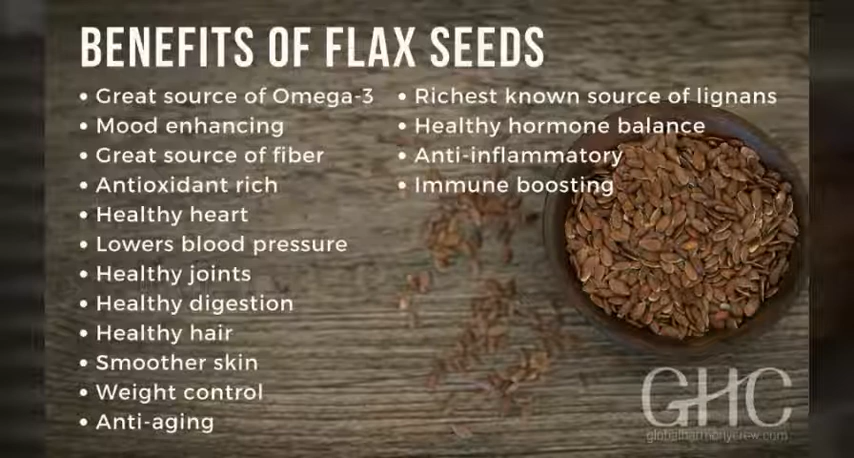 BENEFITS OF FLAX SEEDS
• Great source of Omega-3
• Mood enhancing
• Great source of fiber
• Antioxidant rich
• Healthy heart
• Lowers blood pressure
• Healthy joints
• Healthy digestion
• Healthy hair
• Smoother skin
• Weight control
• Anti-aging
• Richest known source of lignans
• Healthy hormone balance
• Anti-inflammatory
• Immune boosting
GHC
globalharmonycrew.com